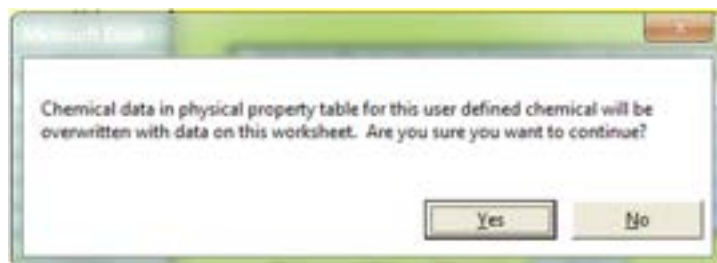 Microsoft Excel
Chemical data in physical property table for this user defined chemical will be
overwritten with data on this worksheet. Are you sure you want to continue?
Yes
No